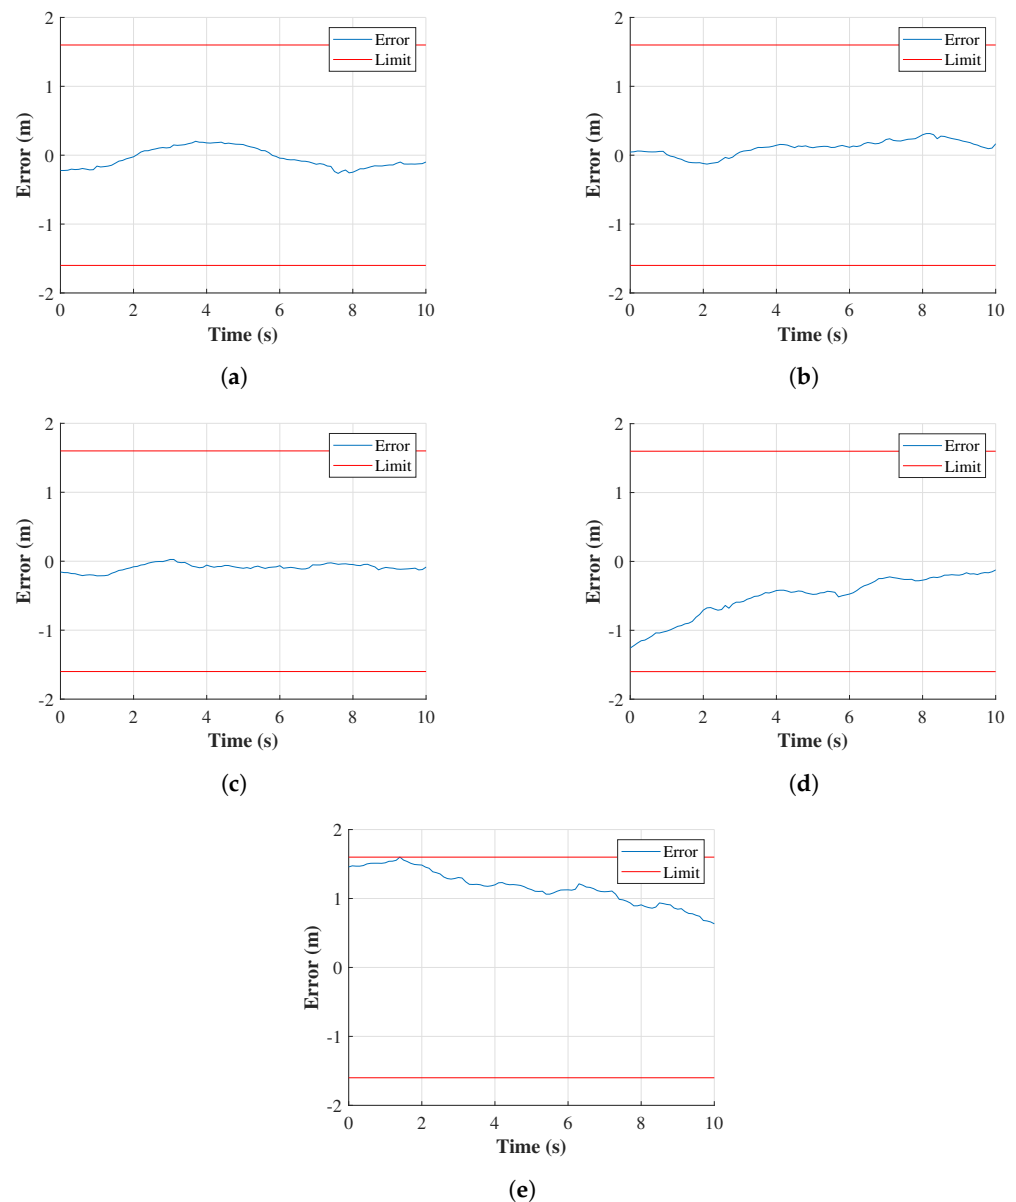 2
1
0
-1
-2
Error (m)
0 2 4 6 8 10
Time (s)
Error
Limit
(a)
2
1
0
-1
-2
Error (m)
0 2 4 6 8 10
Time (s)
Error
Limit
(b)
2
1
0
-1
-2
Error (m)
0 2 4 6 8 10
Time (s)
Error
Limit
(c)
2
1
0
-1
-2
Error (m)
0 2 4 6 8 10
Time (s)
Error
Limit
(d)
2
1
0
-1
-2
Error (m)
0 2 4 6 8 10
Time (s)
Error
Limit
(e)